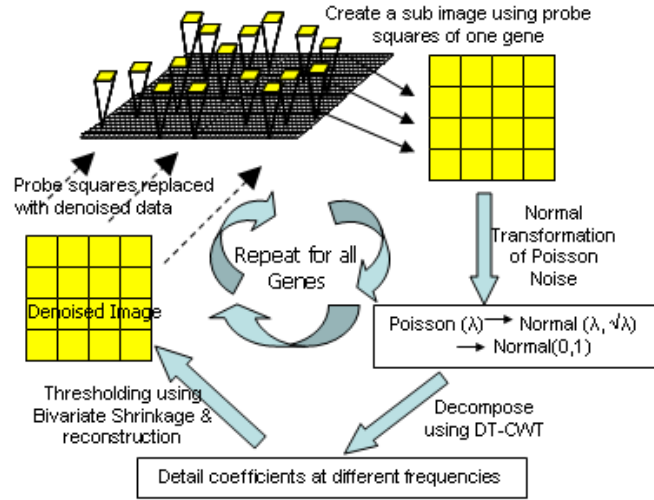 Create a sub image using probe
squares of one gene
Probe squares replaced
with denoised data
Normal
Transformation
of Poisson
Noise
Repeat for all
Genes
Denoised Image
Poisson (λ) → Normal (λ, √λ)
→ Normal(0,1)
Thresholding using
Bivariate Shrinkage &
reconstruction
Decompose
using DT-CWT
Detail coefficients at different frequencies